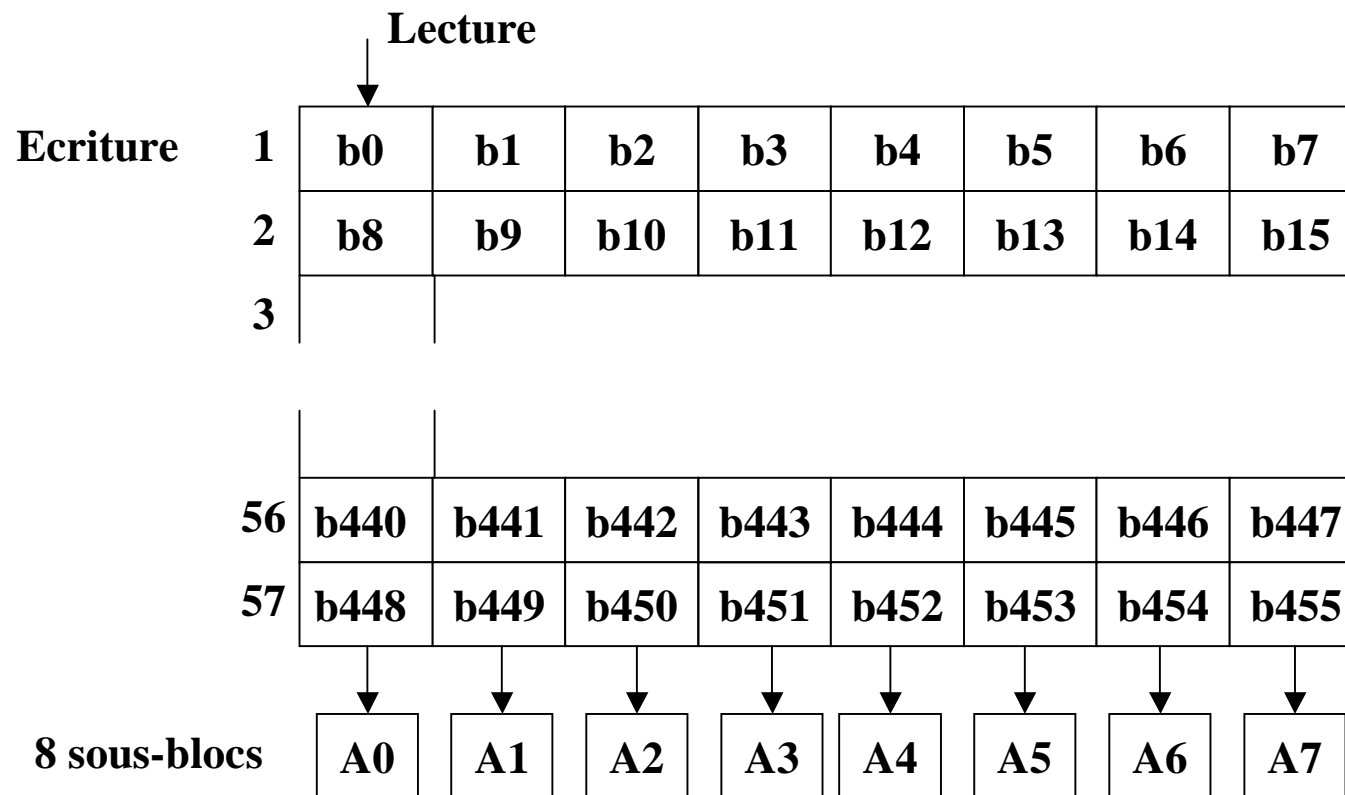 Lecture
Ecriture 1 b0 b1 b2 b3 b4 b5 b6 b7
2 b8 b9 b10 b11 b12 b13 b14 b15
3
56 b440 b441 b442 b443 b444 b445 b446 b447
57 b448 b449 b450 b451 b452 b453 b454 b455
8 sous-blocs A0 A1 A2 A3 A4 A5 A6 A7